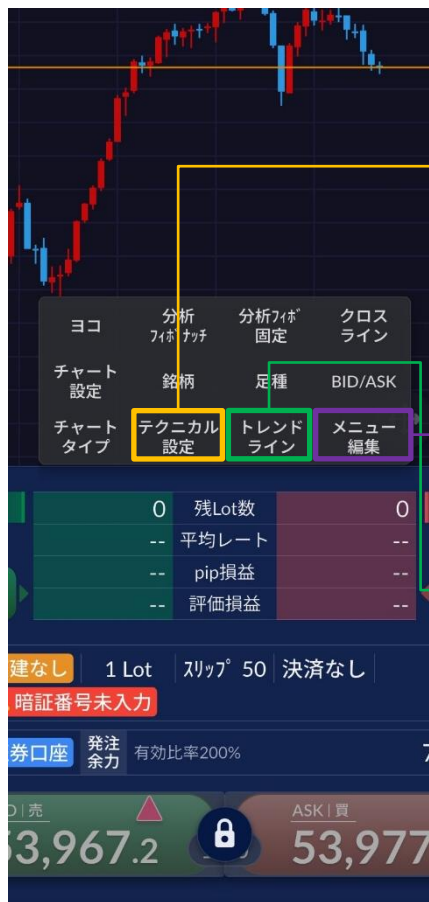 ヨコ
分析
フィボナッチ
分析フィボ
固定
クロス
ライン
チャート
設定
銘柄
足種
BID/ASK
チャート
タイプ
テクニカル
設定
トレンド
ライン
メニュー
編集
0 残Lot数 0
-- 平均レート --
-- pip損益 --
-- 評価損益 --
建なし 1 Lot スリップ 50 決済なし
暗証番号未入力
券口座 発注
余力 有効比率200% 7
D|売 ASK|買
53,967.2 53,977